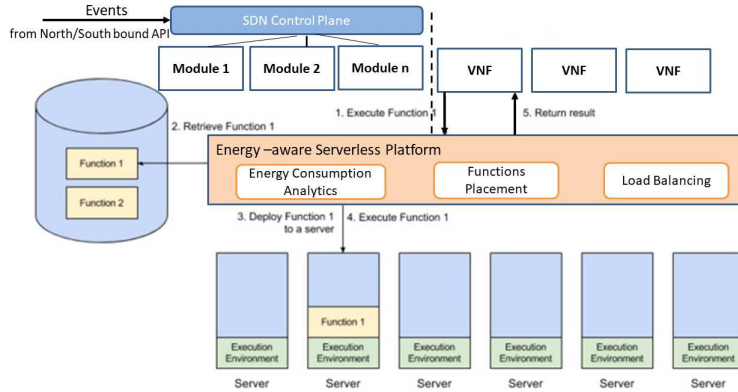 Events
from North/South bound API
SDN Control Plane
Module 1
Module 2
Module n
VNF
VNF
VNF
1. Execute Function 1
5. Return result
2. Retrieve Function 1
Energy –aware Serverless Platform
Energy Consumption
Analytics
Functions
Placement
Load Balancing
Function 1
Function 2
3. Deploy Function 1
to a server
4. Execute Function 1
Function 1
Execution
Environment
Execution
Environment
Execution
Environment
Execution
Environment
Execution
Environment
Execution
Environment
Server
Server
Server
Server
Server
Server